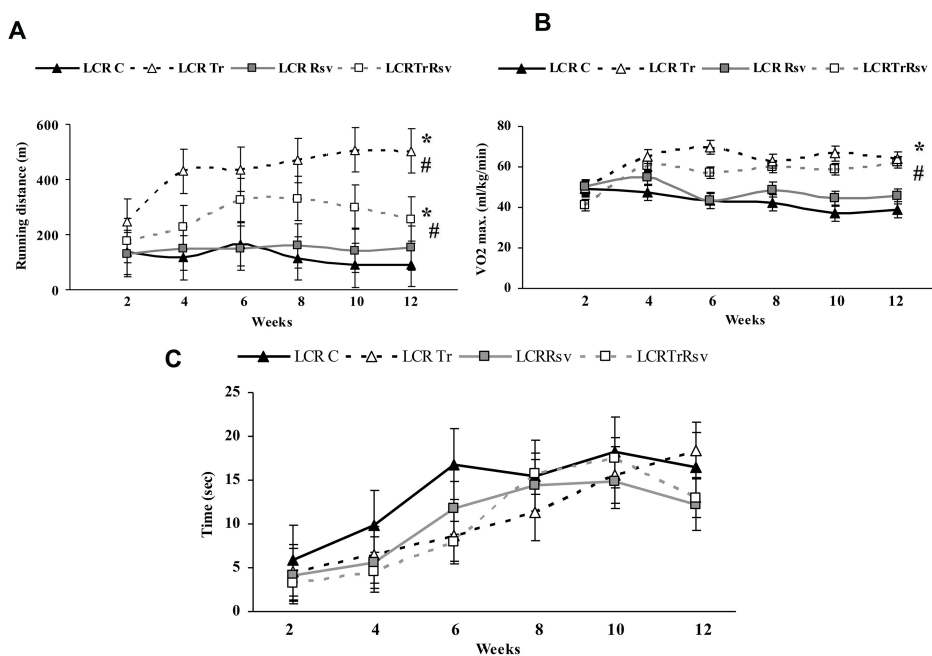 A
B
LCR C LCR Tr LCR Rsv LCRTrRsv
LCR C LCR Tr LCR Rsv LCRTrRsv
Running distance (m)
600
400
200
0
*
#
*
#
2 4 6 8 10 12
Weeks
VO2 max. (ml/kg/min)
80
60
40
20
0
*
#
2 4 6 8 10 12
Weeks
C
LCR C LCR Tr LCRRsv LCRTrRsv
Time (sec)
25
20
15
10
5
0
2 4 6 8 10 12
Weeks